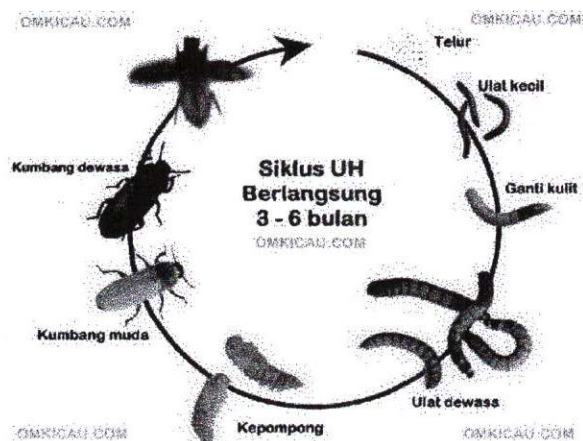 OMKICAU.COM
OMKICAU.COM
Telur
Ulat kecil
Kumbang dewasa
Siklus UH
Berlangsung
3 - 6 bulan
OMKICAU.COM
Ganti kulit
Kumbang muda
Ulat dewasa
Kepompong
OMKICAU.COM
OMKICAU.COM